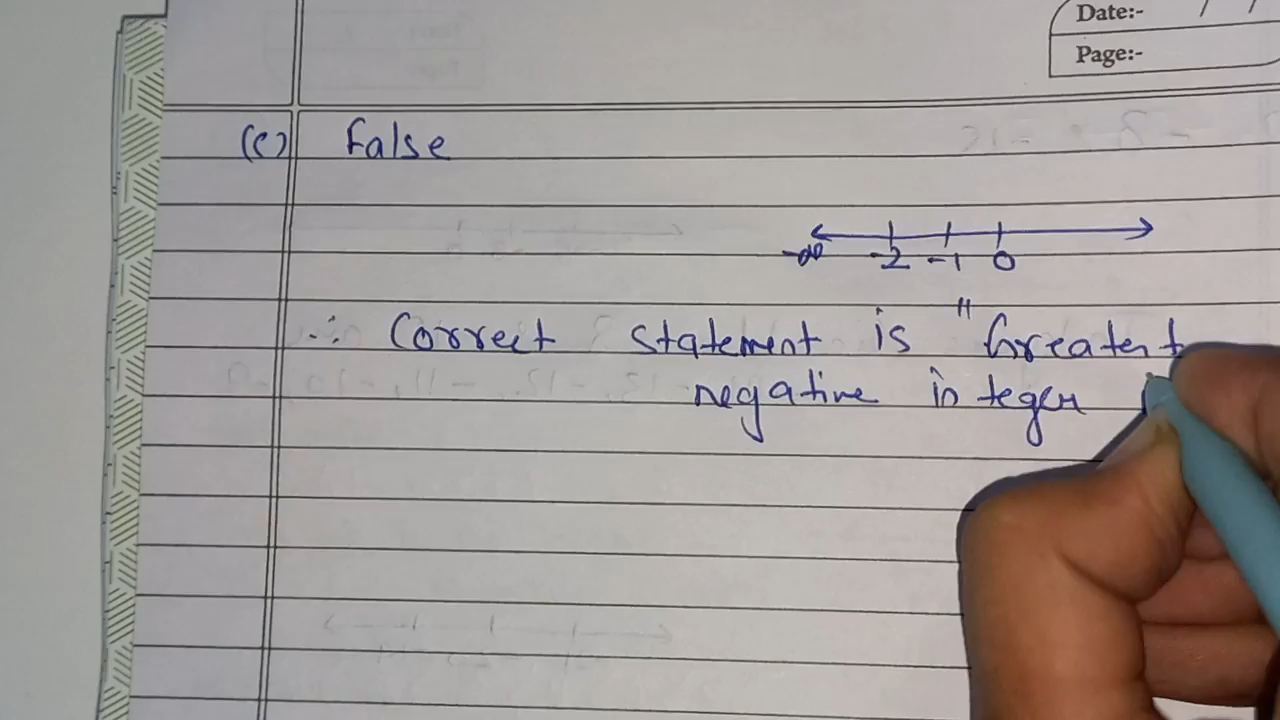 Date:- / /
Page:-
(c) False
-∞ -2 -1 0
∴ Correct statement is "Greatest
negative integer